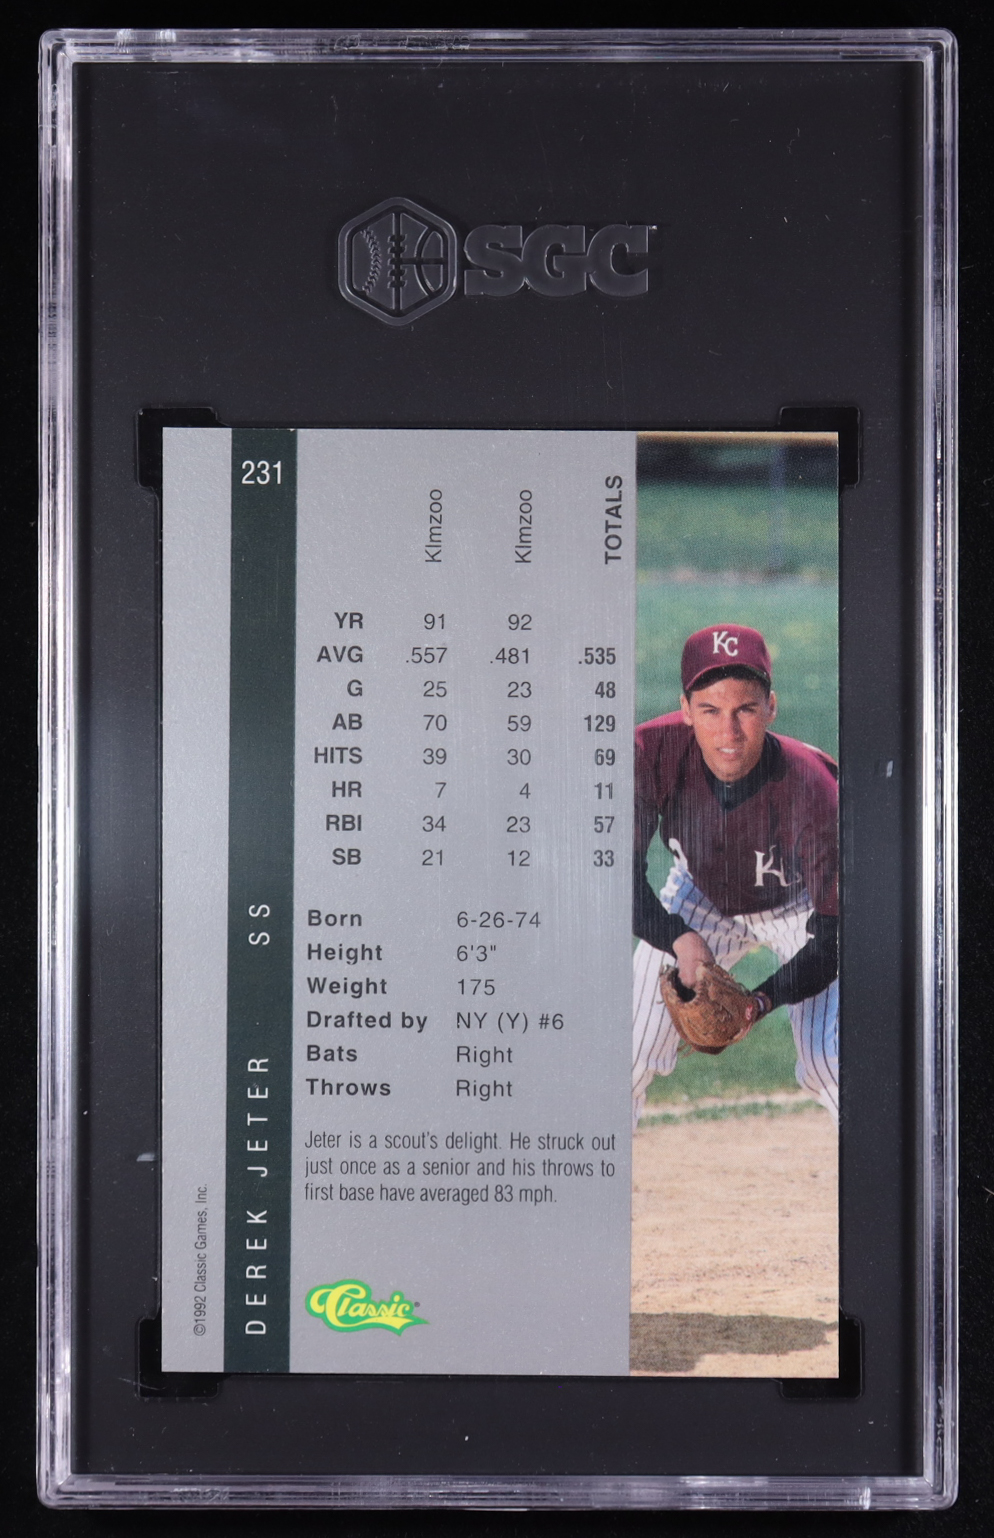 SGC
231
Klmzoo Klmzoo TOTALS
YR 91 92
AVG .557 .481 .535
G 25 23 48
AB 70 59 129
HITS 39 30 69
HR 7 4 11
RBI 34 23 57
SB 21 12 33
Born 6-26-74
Height 6'3"
Weight 175
Drafted by NY (Y) #6
Bats Right
Throws Right
Jeter is a scout's delight. He struck out
just once as a senior and his throws to
first base have averaged 83 mph.
Classic
DEREK JETER SS
©1992 Classic Games, Inc.
KC
KC